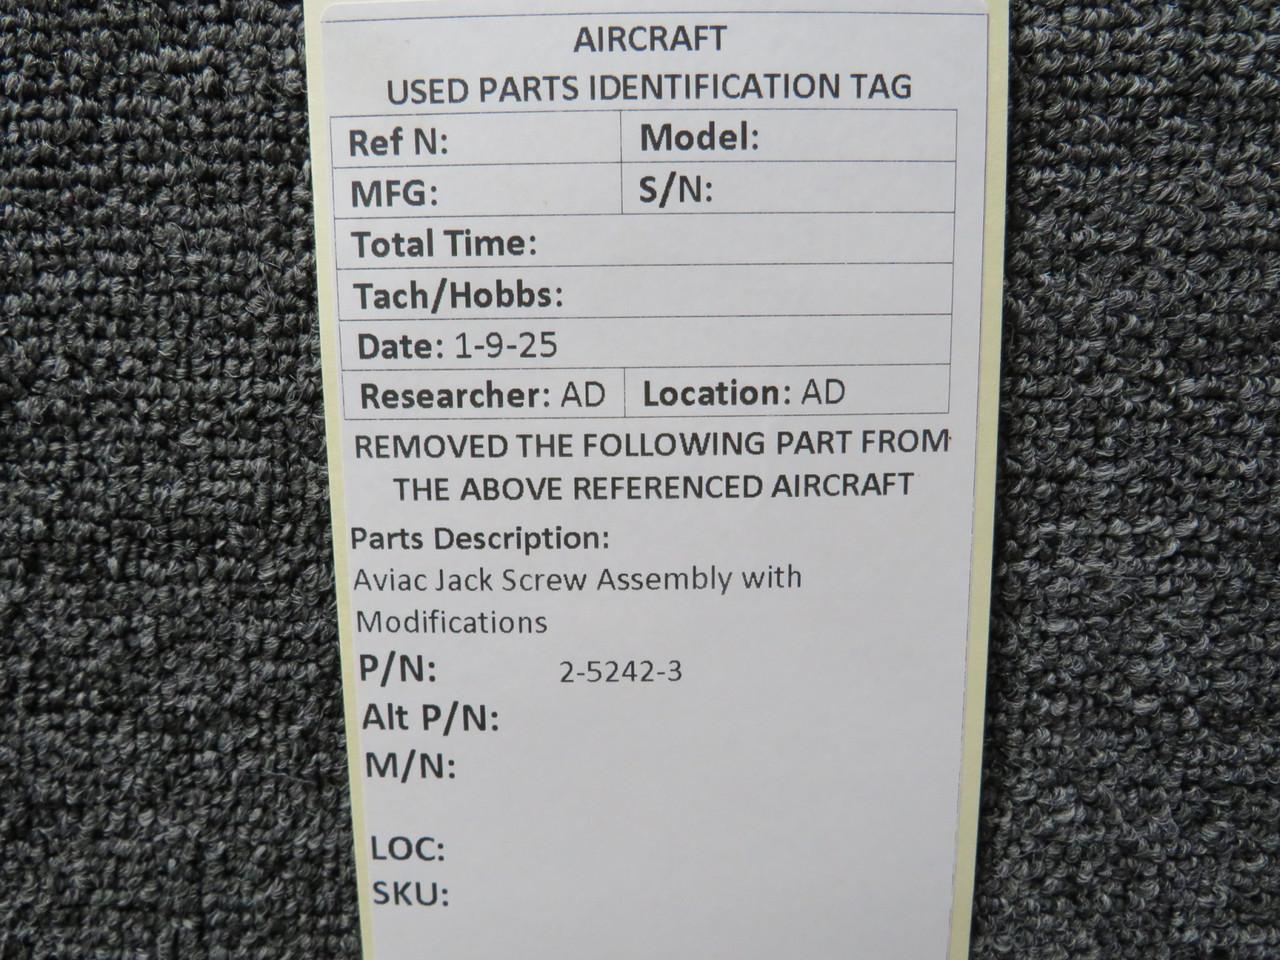 AIRCRAFT
USED PARTS IDENTIFICATION TAG
Ref N: Model:
MFG: S/N:
Total Time:
Tach/Hobbs:
Date: 1-9-25
Researcher: AD Location: AD
REMOVED THE FOLLOWING PART FROM
THE ABOVE REFERENCED AIRCRAFT
Parts Description:
Aviac Jack Screw Assembly with
Modifications
P/N: 2-5242-3
Alt P/N:
M/N:
LOC:
SKU: